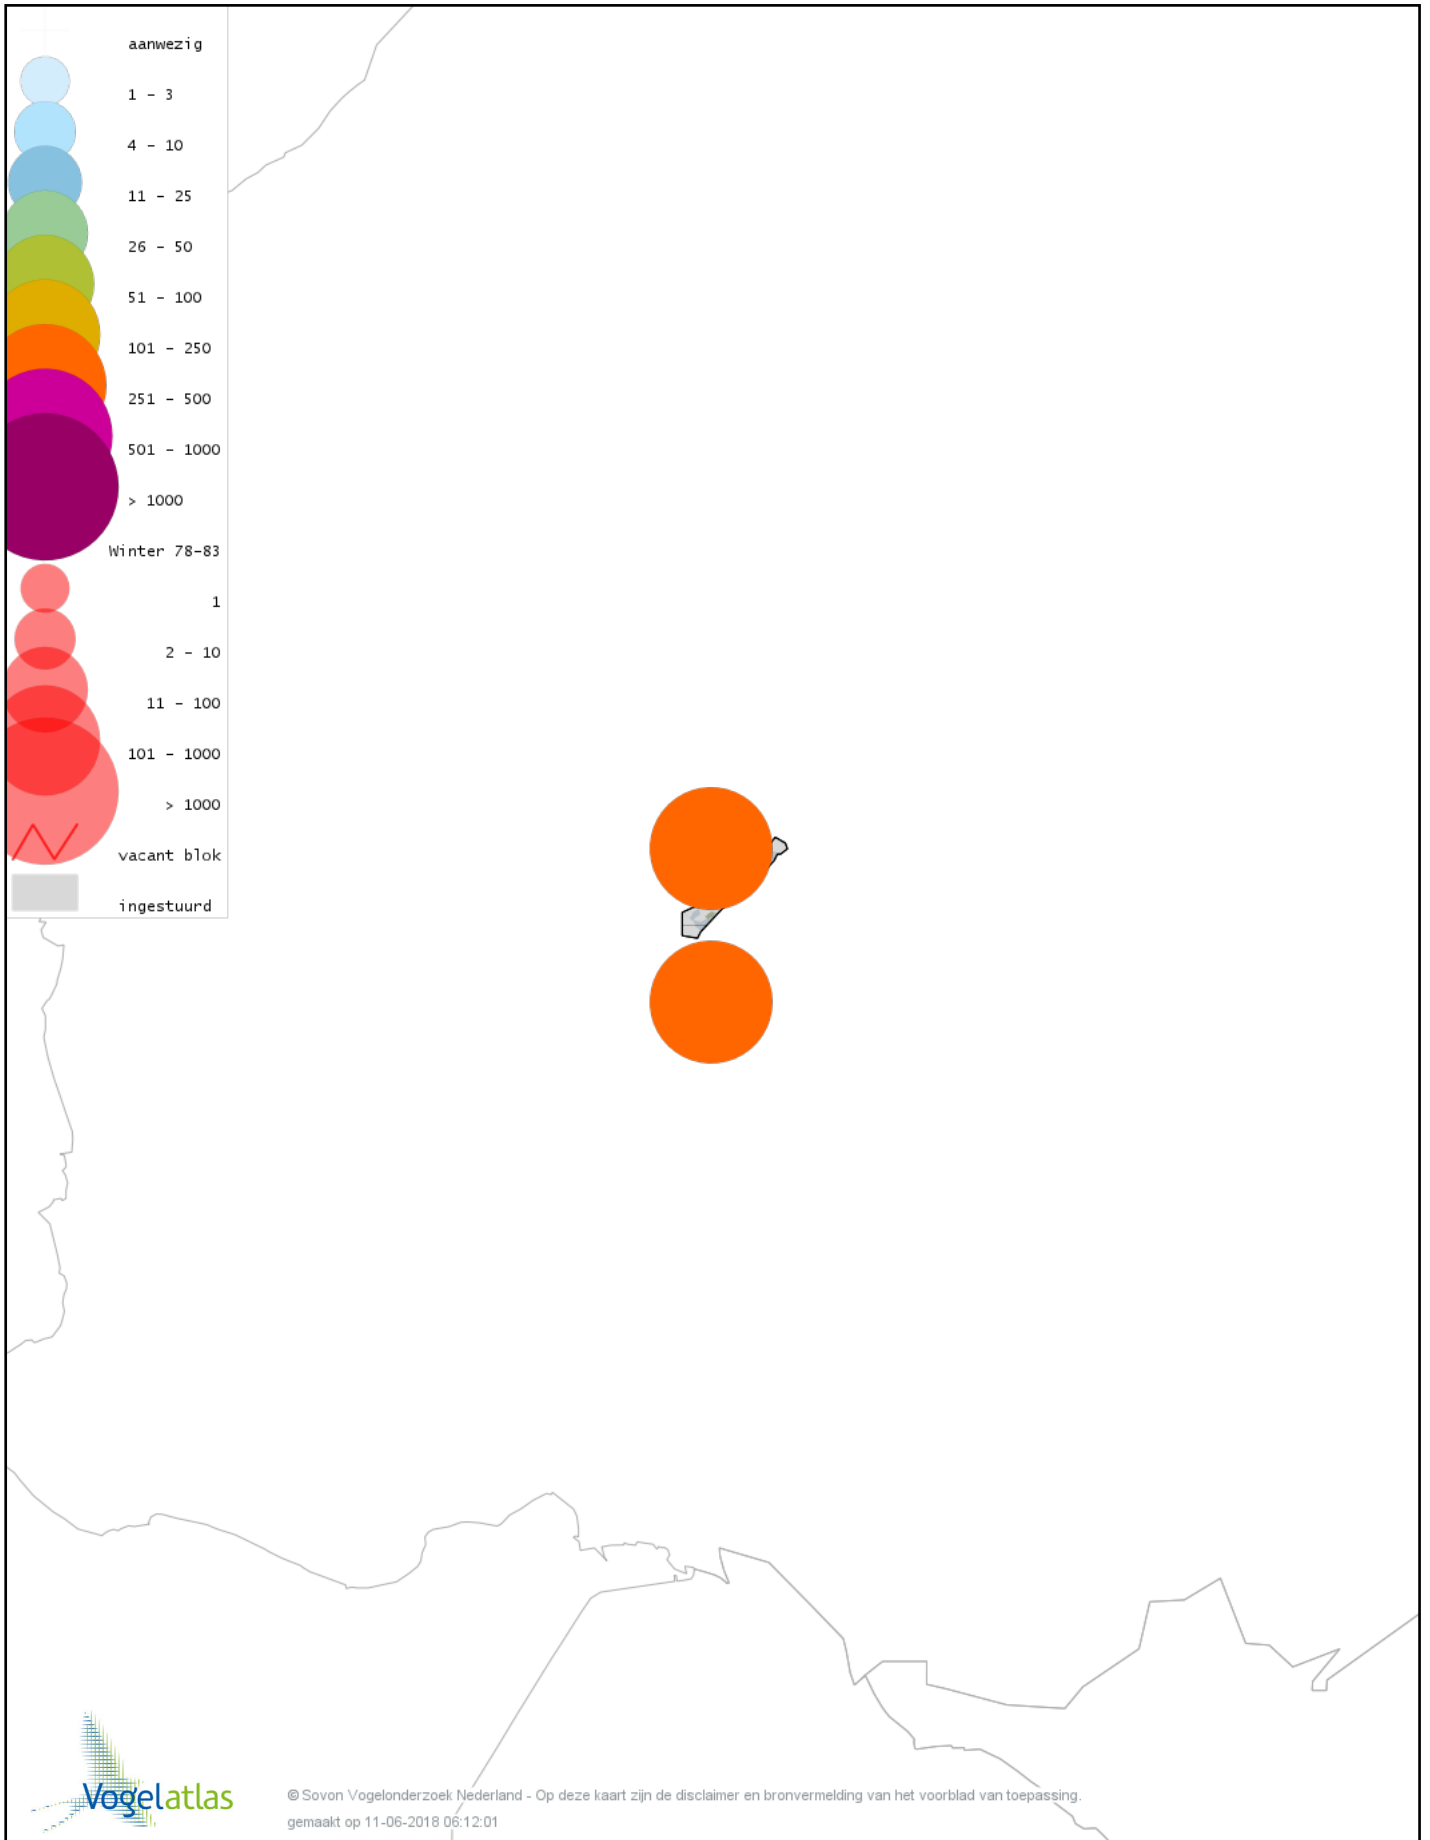 aanwezig
1 - 3
4 - 10
11 - 25
26 - 50
51 - 100
101 - 250
251 - 500
501 - 1000
> 1000
Winter 78-83
1
2 - 10
11 - 100
101 - 1000
> 1000
vacant blok
ingestuurd
Vogelatlas
© Sovon Vogelonderzoek Nederland - Op deze kaart zijn de disclaimer en bronvermelding van het voorblad van toepassing.
gemaakt op 11-06-2018 06:12:01